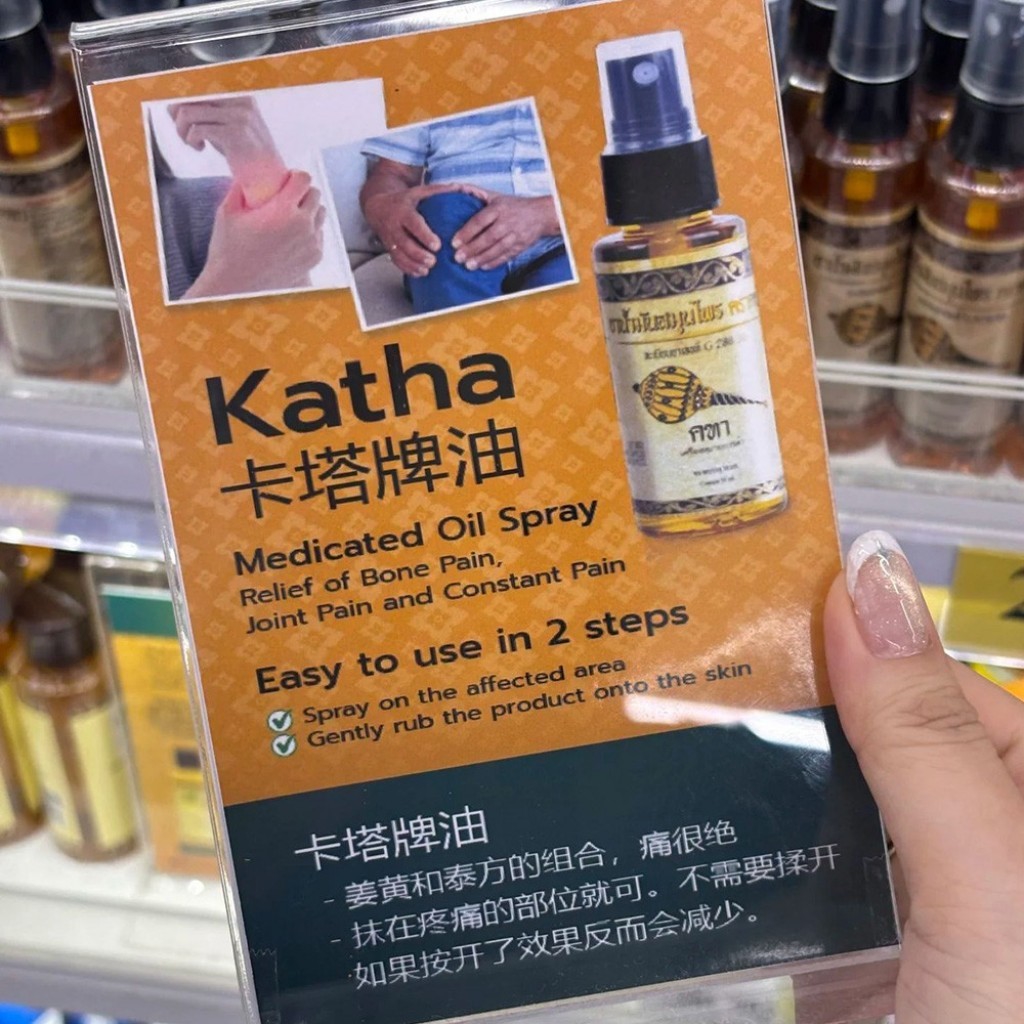 Katha
卡塔牌油
Medicated Oil Spray
Relief of Bone Pain,
Joint Pain and Constant Pain
Easy to use in 2 steps
Spray on the affected area
Gently rub the product onto the skin
คทา
卡塔牌油
- 姜黄和泰方的组合，痛很绝
- 抹在疼痛的部位就可。不需要揉开
如果按开了效果反而会减少。